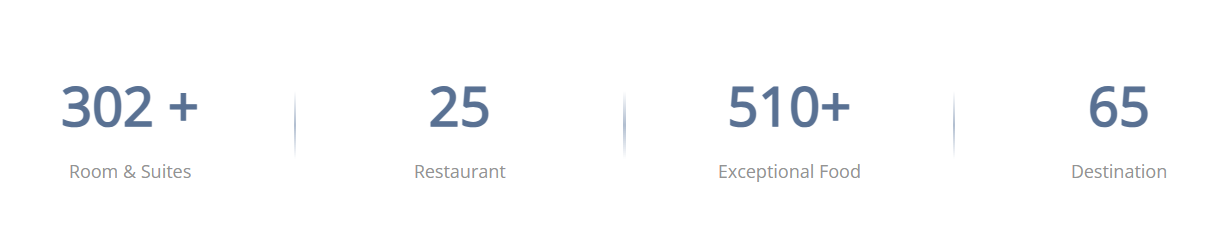 302 +
25
510+
65
Room & Suites
Restaurant
Exceptional Food
Destination